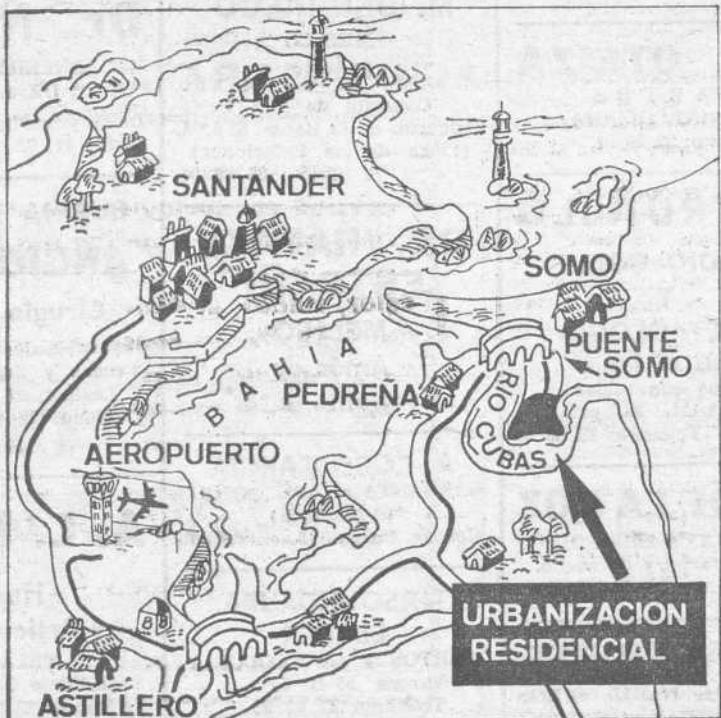 SANTANDER
SOMO
PUENTE
SOMO
BAHIA
PEDREÑA
RIO
CUBAS
AEROPUERTO
URBANIZACION
RESIDENCIAL
ASTILLERO